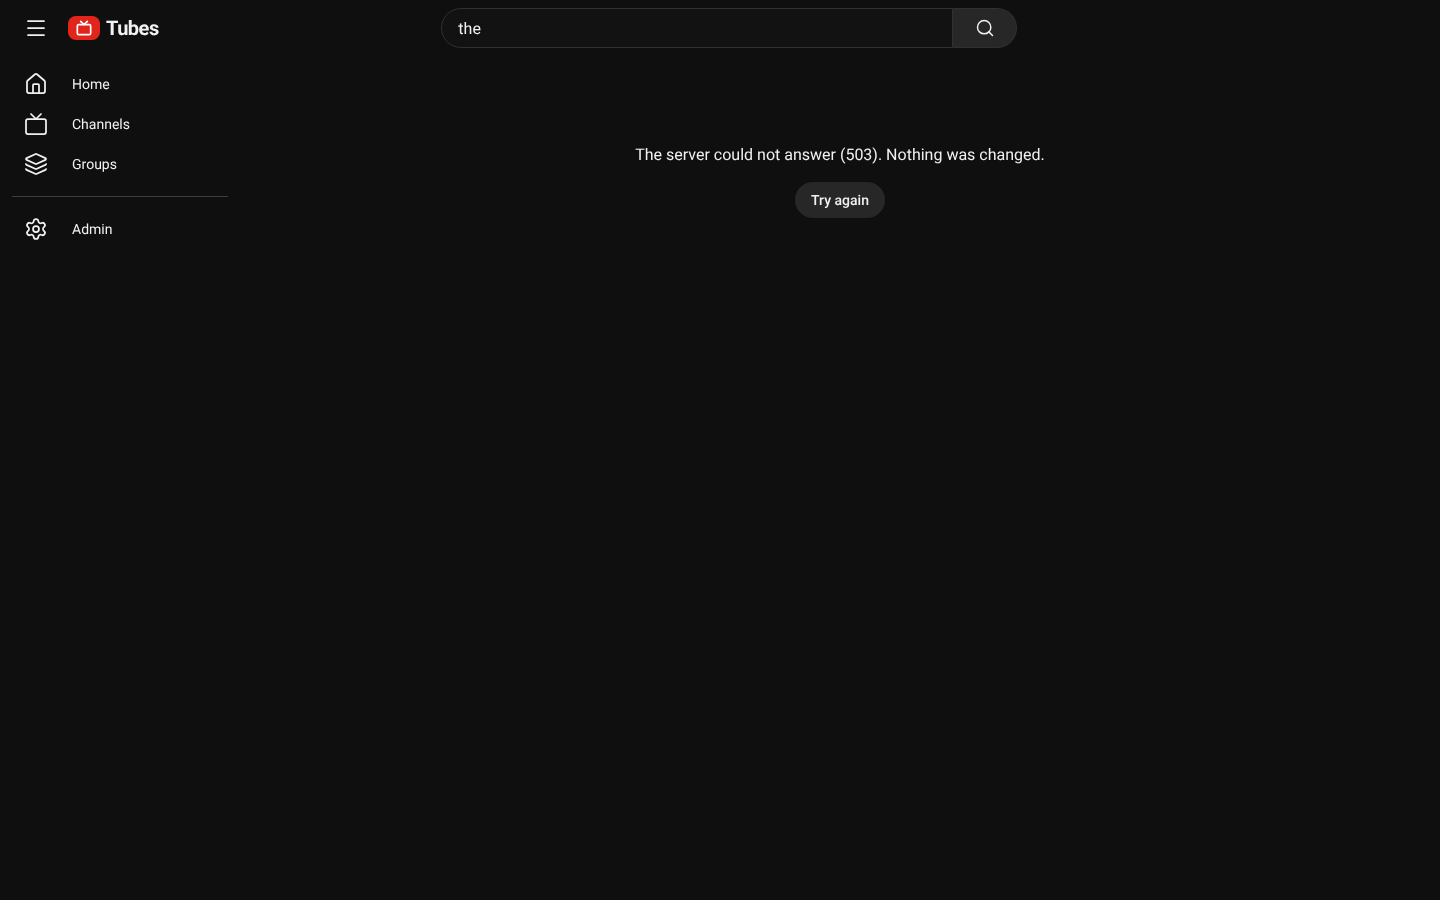 Tubes
the
Home
Channels
Groups
Admin
The server could not answer (503). Nothing was changed.
Try again